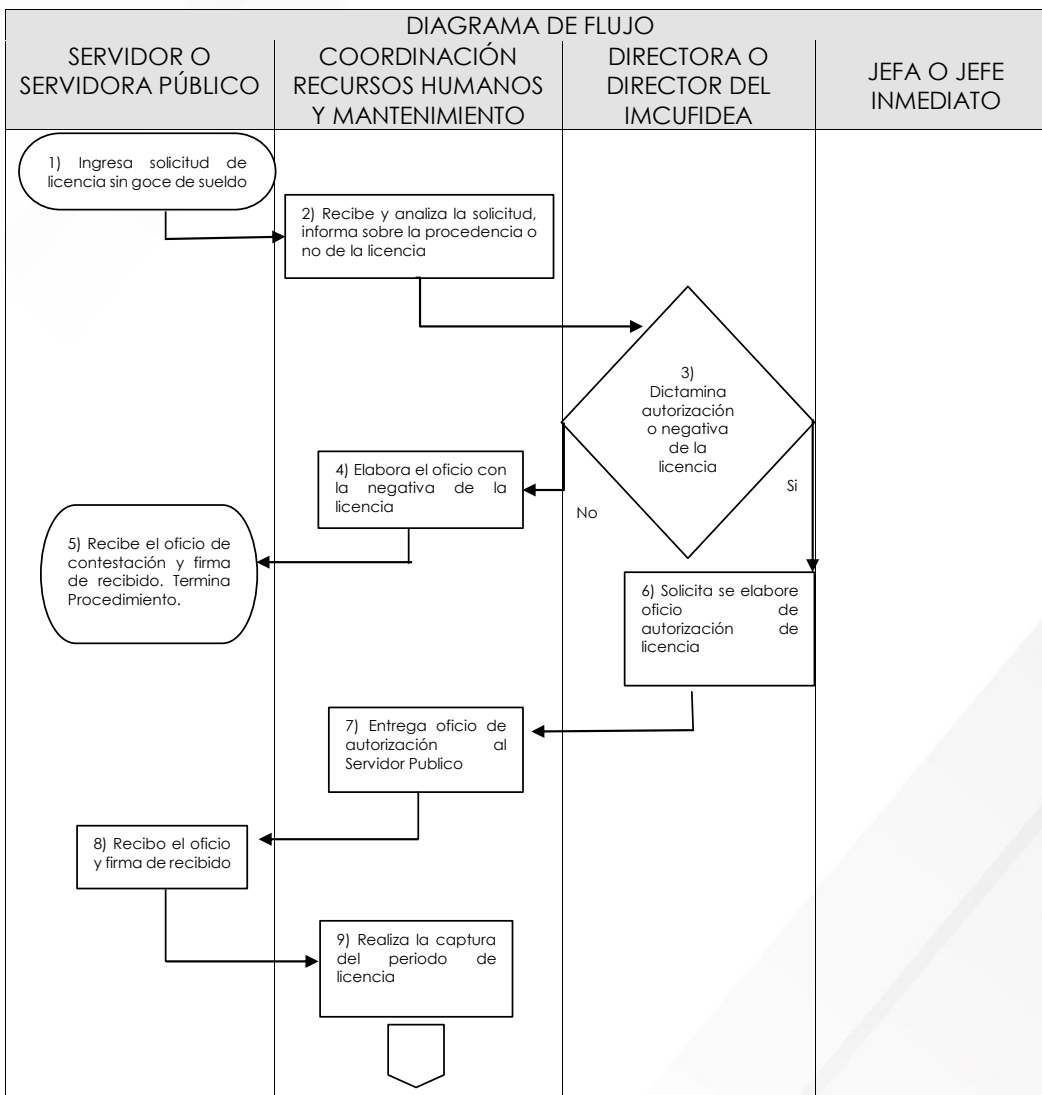 DIAGRAMA DE FLUJO
SERVIDOR O
SERVIDORA PÚBLICO
COORDINACIÓN
RECURSOS HUMANOS
Y MANTENIMIENTO
DIRECTORA O
DIRECTOR DEL
IMCUFIDEA
JEFA O JEFE
INMEDIATO
1) Ingresa solicitud de
licencia sin goce de sueldo
2) Recibe y analiza la solicitud,
informa sobre la procedencia o
no de la licencia
3)
Dictamina
autorización
o negativa
de la
licencia
Si
No
4) Elabora el oficio con
la negativa de la
licencia
5) Recibe el oficio de
contestación y firma
de recibido. Termina
Procedimiento.
6) Solicita se elabore
oficio de
autorización de
licencia
7) Entrega oficio de
autorización al
Servidor Publico
8) Recibo el oficio
y firma de recibido
9) Realiza la captura
del periodo de
licencia